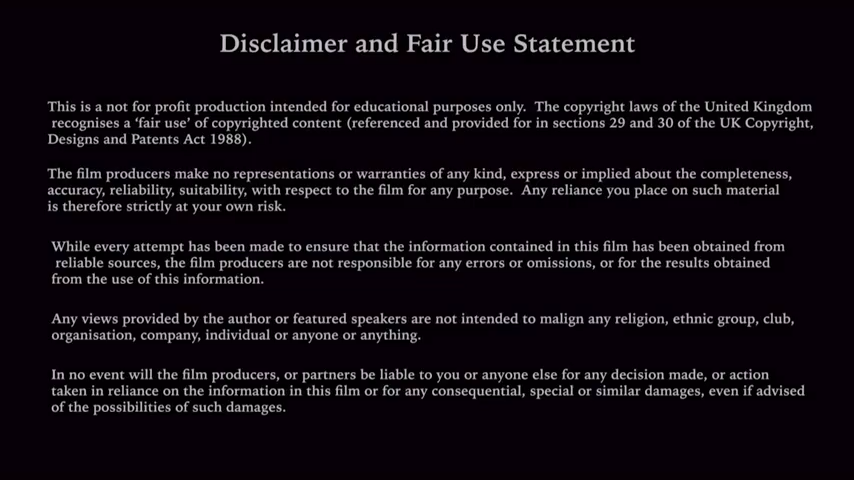 Disclaimer and Fair Use Statement
This is a not for profit production intended for educational purposes only. The copyright laws of the United Kingdom
recognises a ‘fair use’ of copyrighted content (referenced and provided for in sections 29 and 30 of the UK Copyright,
Designs and Patents Act 1988).
The film producers make no representations or warranties of any kind, express or implied about the completeness,
accuracy, reliability, suitability, with respect to the film for any purpose. Any reliance you place on such material
is therefore strictly at your own risk.
While every attempt has been made to ensure that the information contained in this film has been obtained from
reliable sources, the film producers are not responsible for any errors or omissions, or for the results obtained
from the use of this information.
Any views provided by the author or featured speakers are not intended to malign any religion, ethnic group, club,
organisation, company, individual or anyone or anything.
In no event will the film producers, or partners be liable to you or anyone else for any decision made, or action
taken in reliance on the information in this film or for any consequential, special or similar damages, even if advised
of the possibilities of such damages.